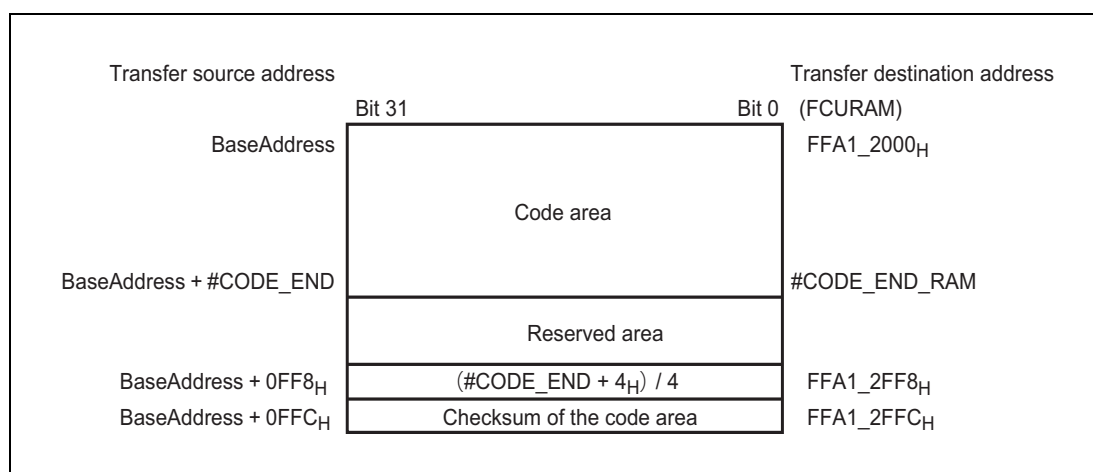 Transfer source address Transfer destination address
Bit 31 Bit 0 (FCURAM)
BaseAddress FFA1_2000H
Code area
BaseAddress + #CODE_END #CODE_END_RAM
Reserved area
BaseAddress + 0FF8H (#CODE_END + 4H) / 4 FFA1_2FF8H
BaseAddress + 0FFCH Checksum of the code area FFA1_2FFCH